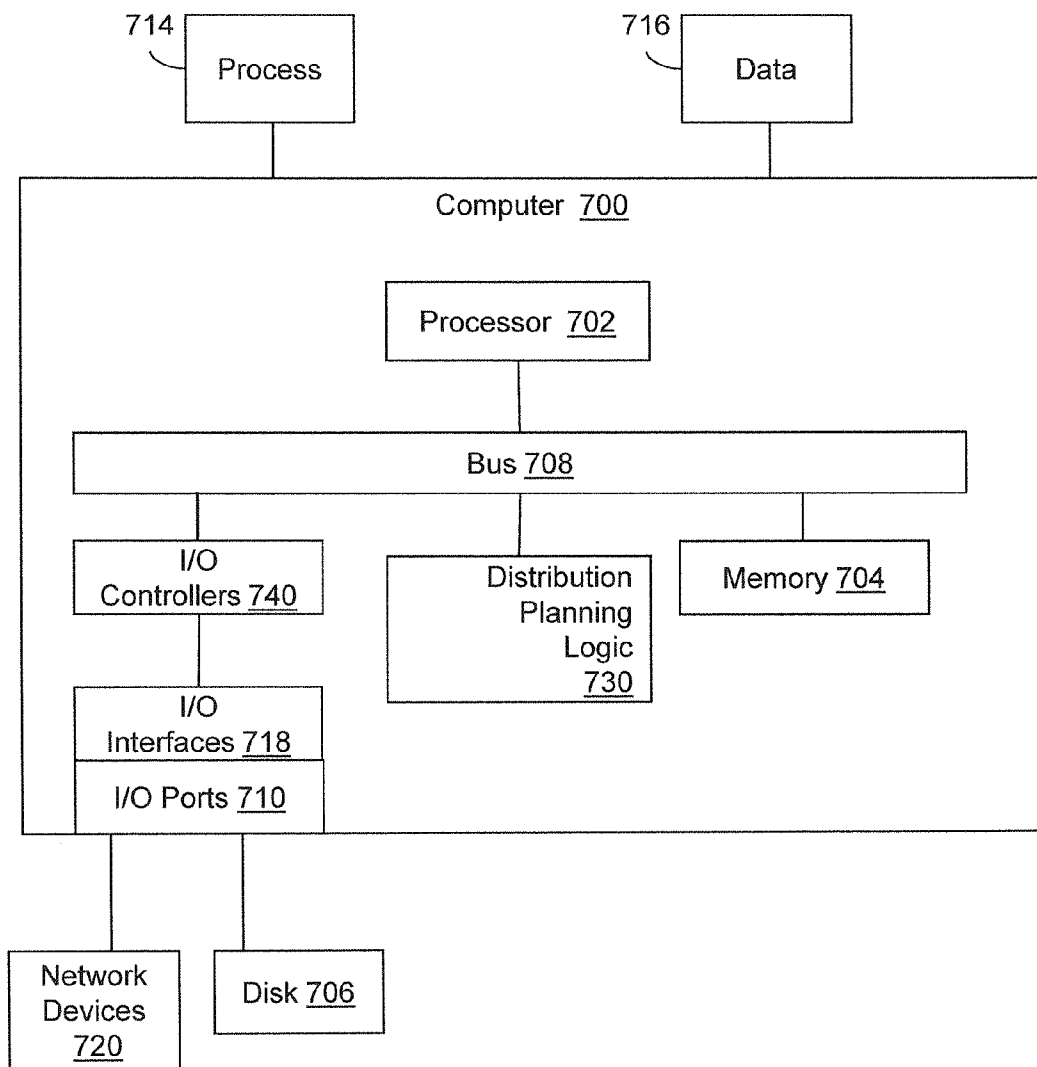 714
Process
716
Data
Computer 700
Processor 702
Bus 708
I/O
Controllers 740
Distribution
Planning
Logic
730
Memory 704
I/O
Interfaces 718
I/O Ports 710
Network
Devices
720
Disk 706